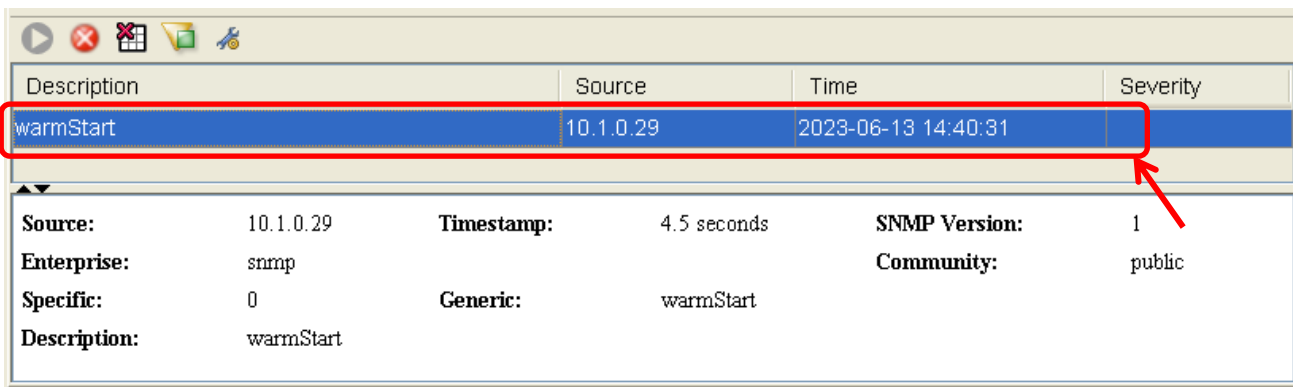 Description Source Time Severity
warmStart 10.1.0.29 2023-06-13 14:40:31
Source: 10.1.0.29 Timestamp: 4.5 seconds SNMP Version: 1
Enterprise: snmp Community: public
Specific: 0 Generic: warmStart
Description: warmStart